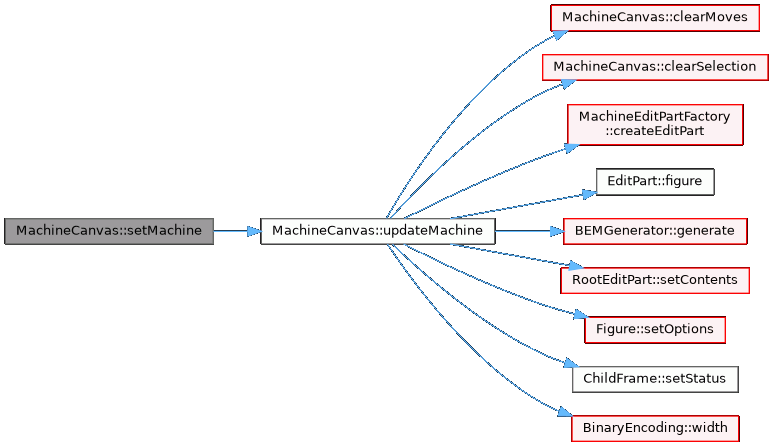 MachineCanvas::clearMoves
MachineCanvas::clearSelection
MachineEditPartFactory
::createEditPart
EditPart::figure
MachineCanvas::setMachine
MachineCanvas::updateMachine
BEMGenerator::generate
RootEditPart::setContents
Figure::setOptions
ChildFrame::setStatus
BinaryEncoding::width